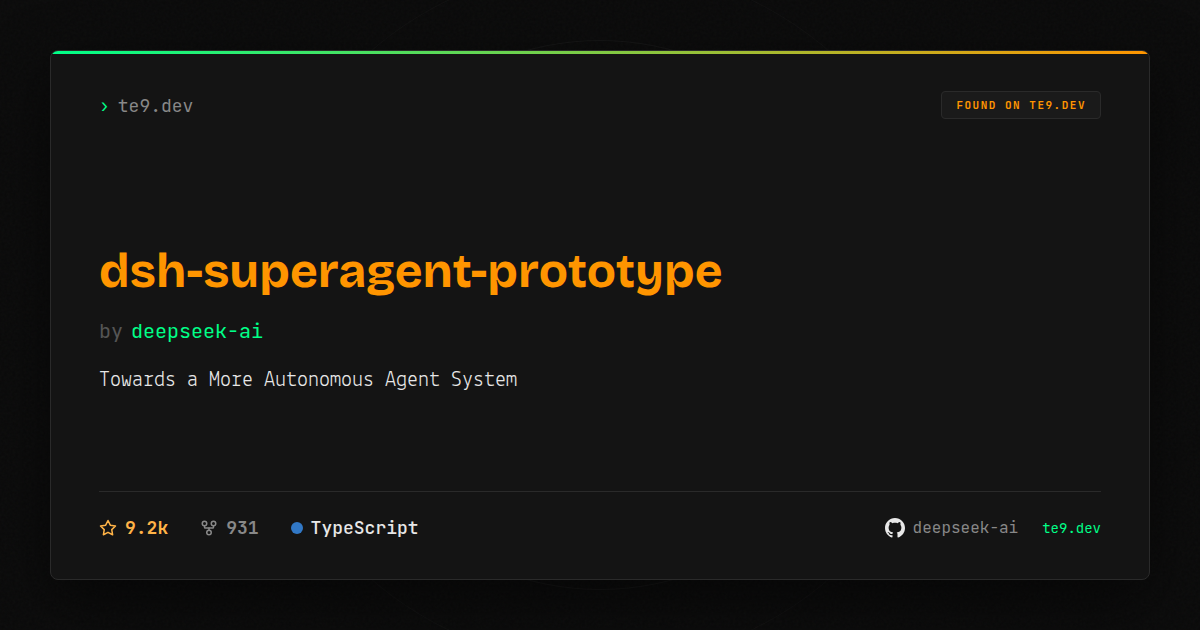 › te9.dev
FOUND ON TE9.DEV
dsh-superagent-prototype
by deepseek-ai
Towards a More Autonomous Agent System
9.2k 931 TypeScript
deepseek-ai te9.dev